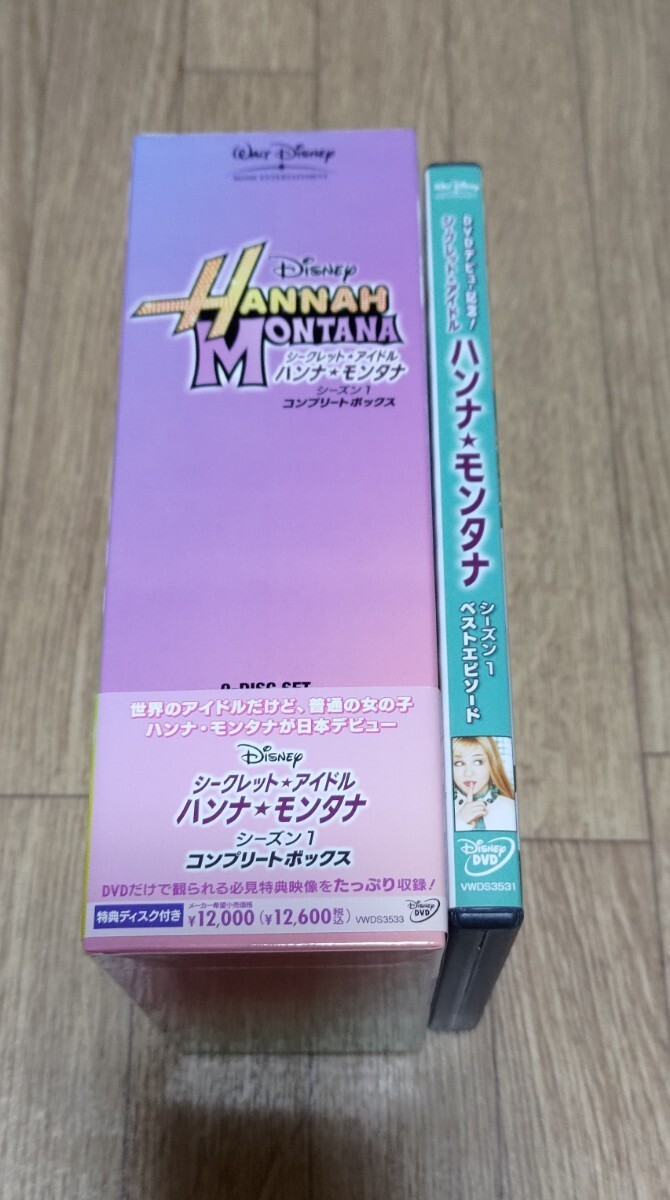 WALT DISNEY
HOME ENTERTAINMENT
DISNEY
HANNAH
MONTANA
シークレット★アイドル
ハンナ★モンタナ
シーズン1
コンプリートボックス
-DISC SET
世界のアイドルだけど、普通の女の子
ハンナ・モンタナが日本デビュー
DISNEY
シークレット★アイドル
ハンナ★モンタナ
シーズン1
コンプリートボックス
DVDだけで観られる必見特典映像をたっぷり収録!
特典ディスク付き
メーカー希望小売価格
¥12,000(¥12,600税込)
VWDS3533
DISNEY
DVD
WALT DISNEY
DVDデビュー記念!
シークレット・アイドル
ハンナ★モンタナ
シーズン1
ベストエピソード
DISNEY
DVD
VWDS3531